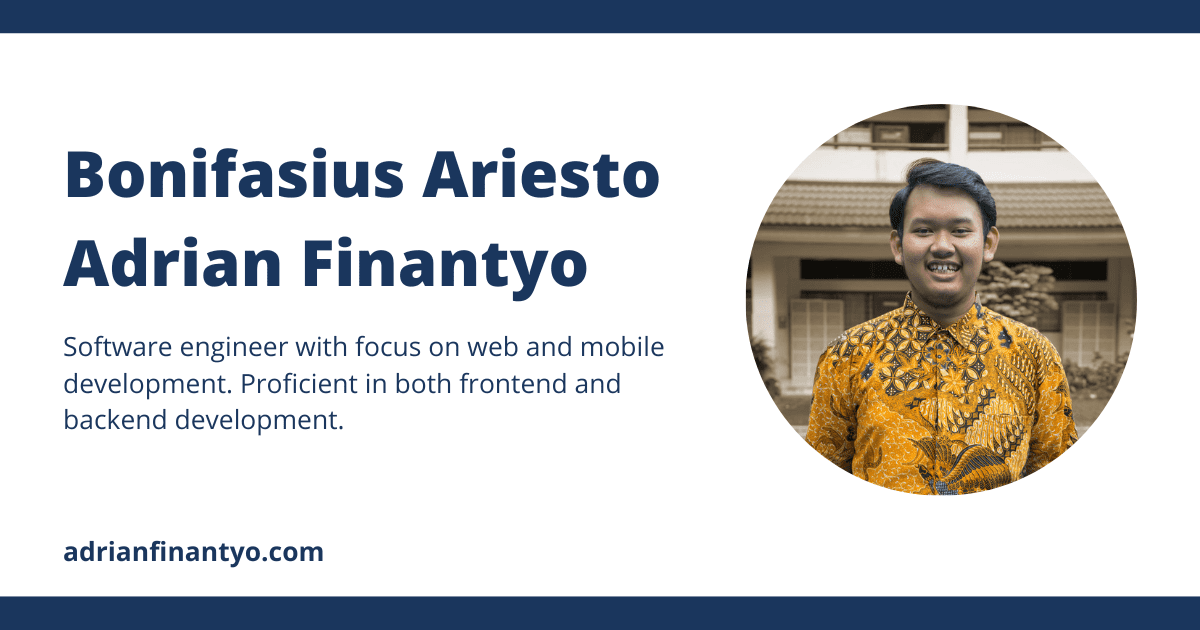 Bonifasius Ariesto
Adrian Finantyo
Software engineer with focus on web and mobile
development. Proficient in both frontend and
backend development.
adrianfinantyo.com